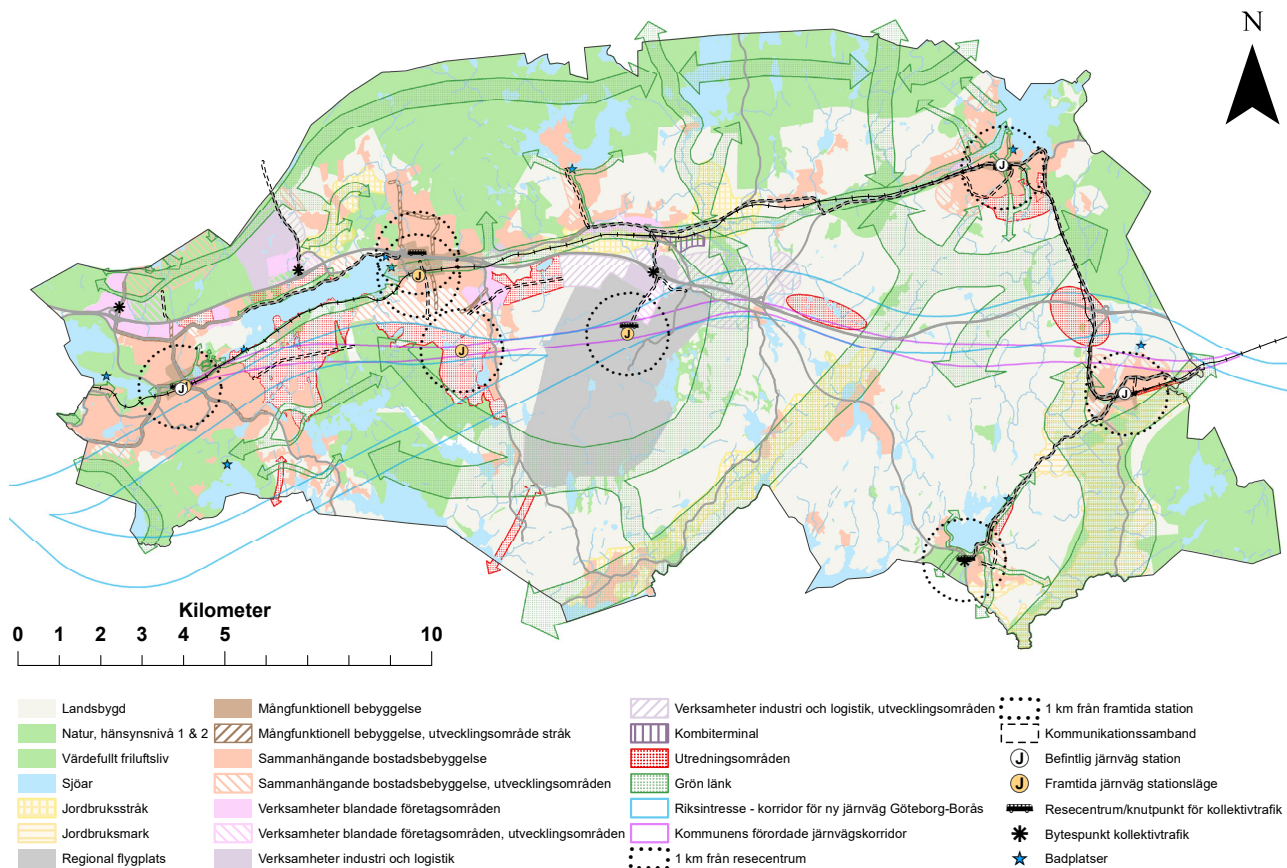 N
Kilometer
0 1 2 3 4 5 10
J
J
J
J
J
J
Landsbygd
Natur, hänsynsnivå 1 & 2
Värdefullt friluftsliv
Sjöar
Jordbruksstråk
Jordbruksmark
Regional flygplats
Mångfunktionell bebyggelse
Mångfunktionell bebyggelse, utvecklingsområde stråk
Sammanhängande bostadsbebyggelse
Sammanhängande bostadsbebyggelse, utvecklingsområden
Verksamheter blandade företagsområden
Verksamheter blandade företagsområden, utvecklingsområden
Verksamheter industri och logistik
Verksamheter industri och logistik, utvecklingsområden
Kombiterminal
Utredningsområden
Grön länk
Riksintresse - korridor för ny järnväg Göteborg-Borås
Kommunens förordade järnvägskorridor
1 km från resecentrum
1 km från framtida station
Kommunikationssamband
J Befintlig järnväg station
J Framtida järnväg stationsläge
Resecentrum/knutpunkt för kollektivtrafik
Bytespunkt kollektivtrafik
Badplatser